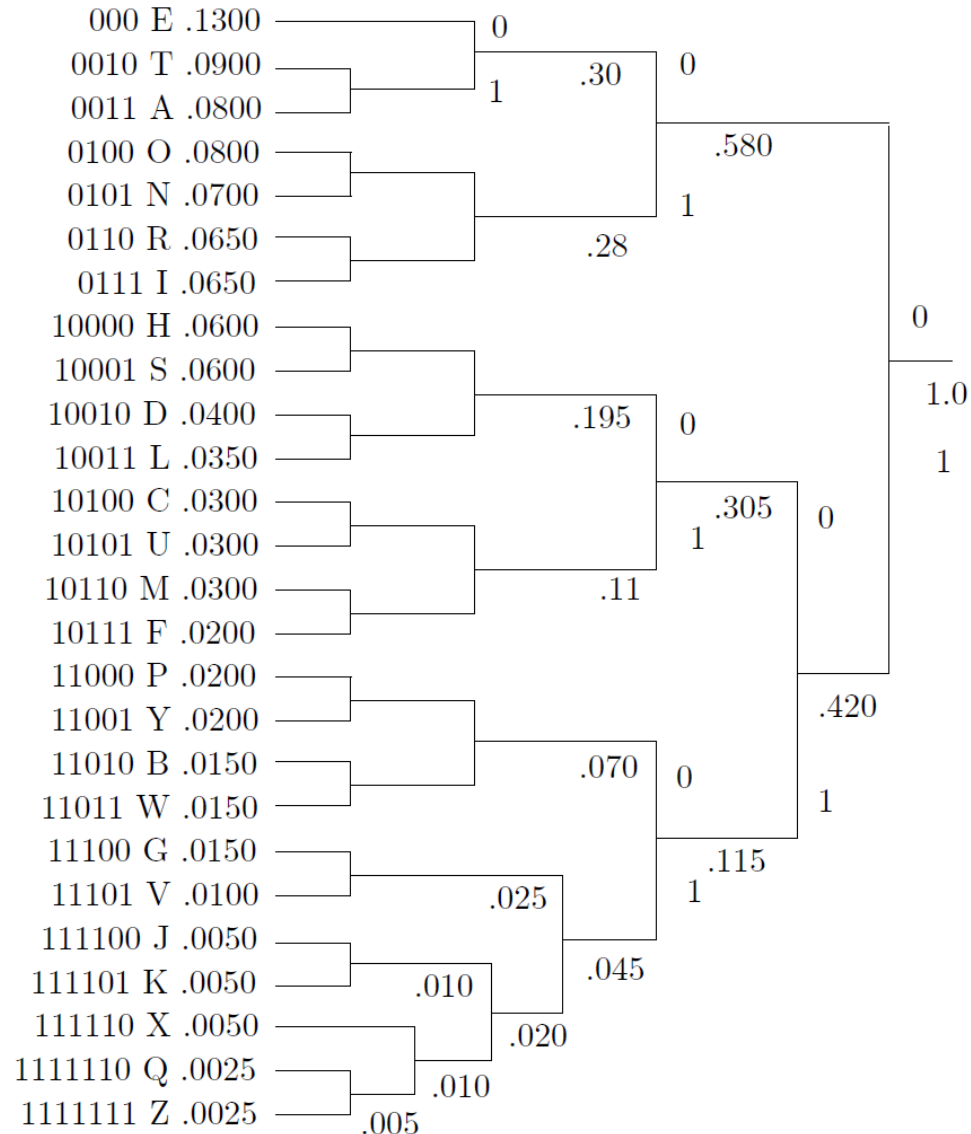 000 E .1300
0
0010 T .0900
.30
0
1
0011 A .0800
0100 O .0800
.580
0101 N .0700
1
0110 R .0650
.28
0111 I .0650
10000 H .0600
0
10001 S .0600
1.0
10010 D .0400
.195
0
10011 L .0350
1
10100 C .0300
.305
0
10101 U .0300
1
10110 M .0300
.11
10111 F .0200
11000 P .0200
.420
11001 Y .0200
11010 B .0150
.070
0
11011 W .0150
1
11100 G .0150
.115
11101 V .0100
.025
1
111100 J .0050
.045
111101 K .0050
.010
111110 X .0050
.020
1111110 Q .0025
.010
1111111 Z .0025
.005